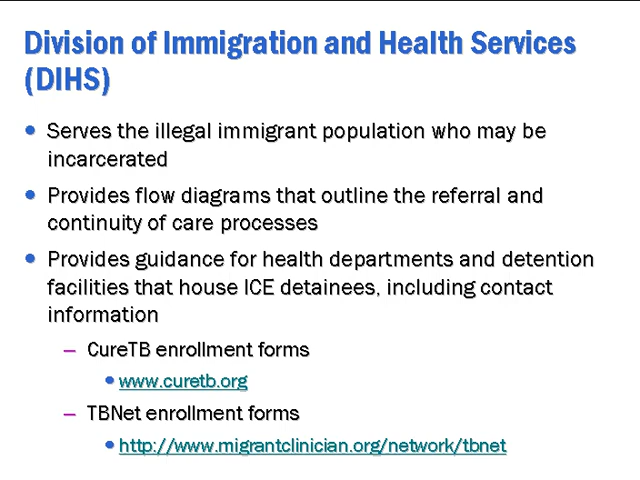 Division of Immigration and Health Services
(DIHS)
• Serves the illegal immigrant population who may be
incarcerated
• Provides flow diagrams that outline the referral and
continuity of care processes
• Provides guidance for health departments and detention
facilities that house ICE detainees, including contact
information
– CureTB enrollment forms
• www.curetb.org
– TBNet enrollment forms
• http://www.migrantclinician.org/network/tbnet